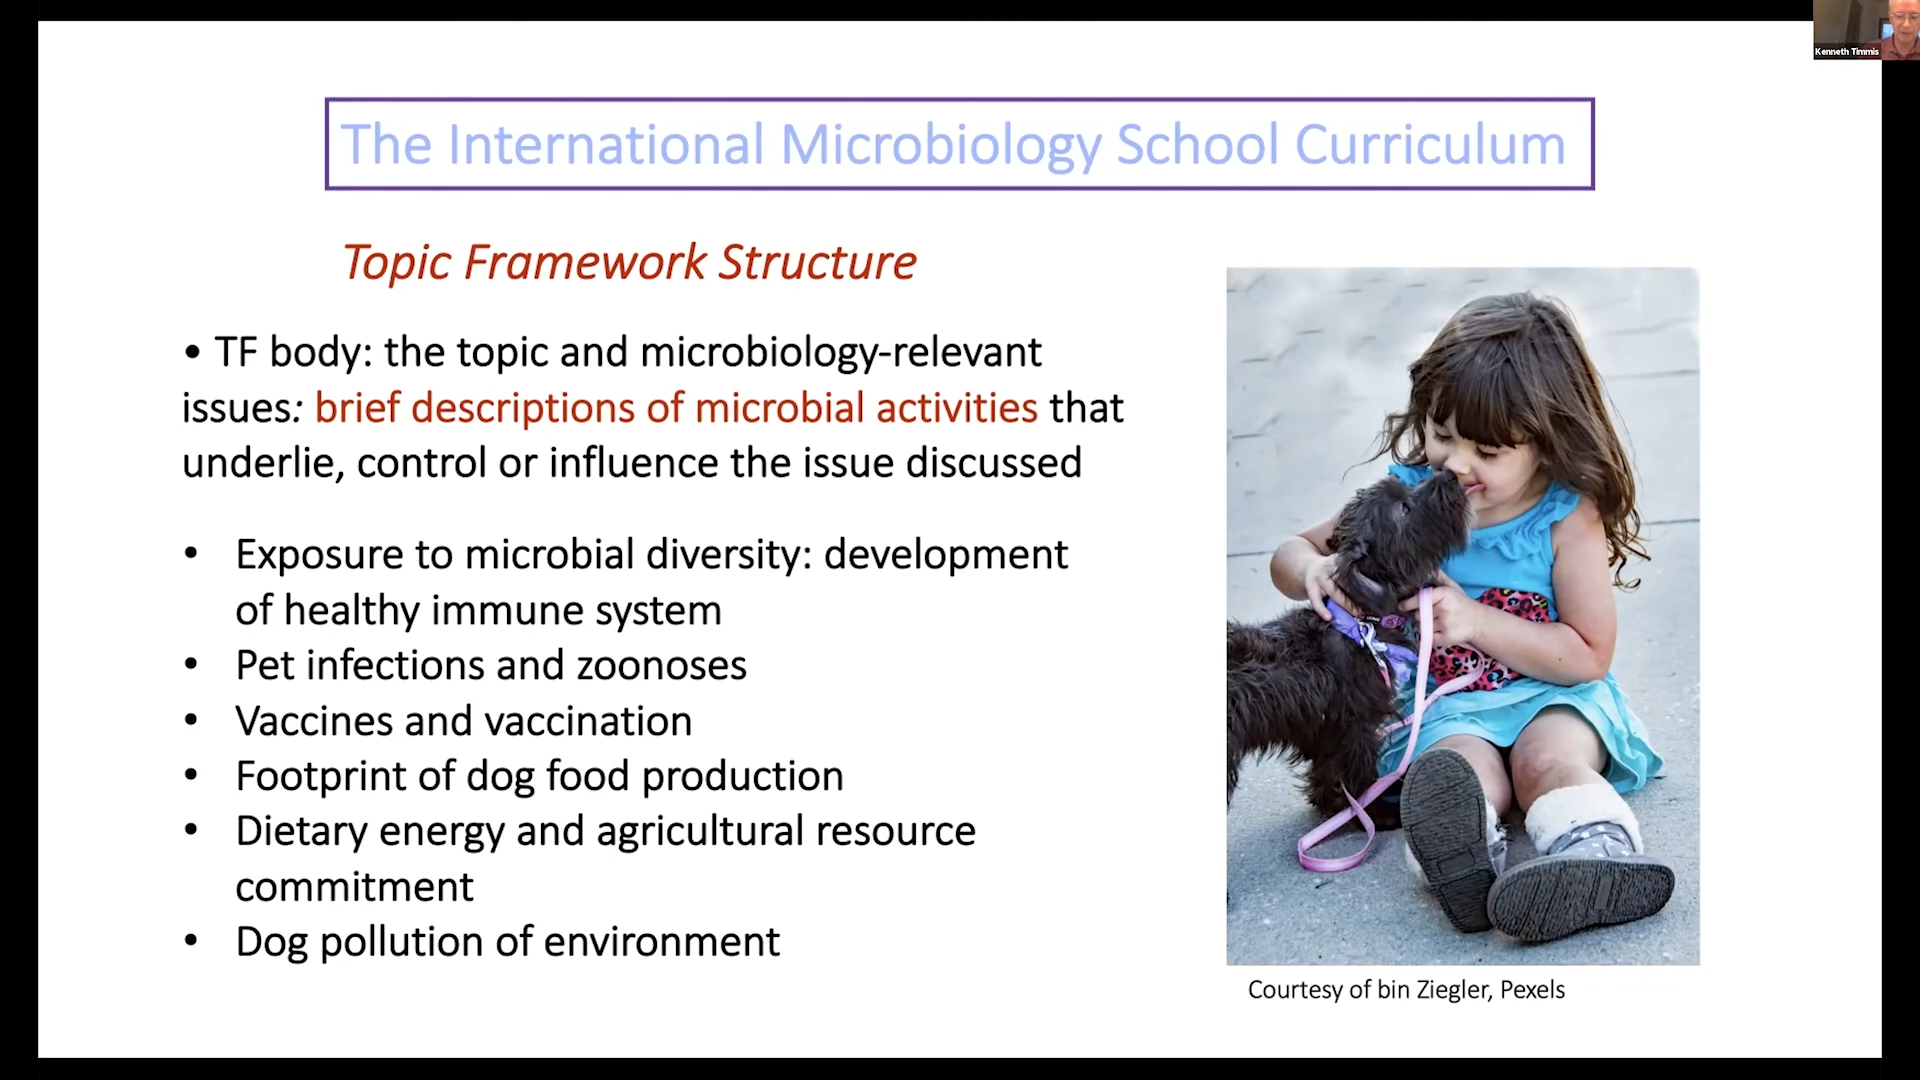 Kenneth Timmis
The International Microbiology School Curriculum
Topic Framework Structure
• TF body: the topic and microbiology-relevant
issues: brief descriptions of microbial activities that
underlie, control or influence the issue discussed
• Exposure to microbial diversity: development
of healthy immune system
• Pet infections and zoonoses
• Vaccines and vaccination
• Footprint of dog food production
• Dietary energy and agricultural resource
commitment
• Dog pollution of environment
Courtesy of bin Ziegler, Pexels